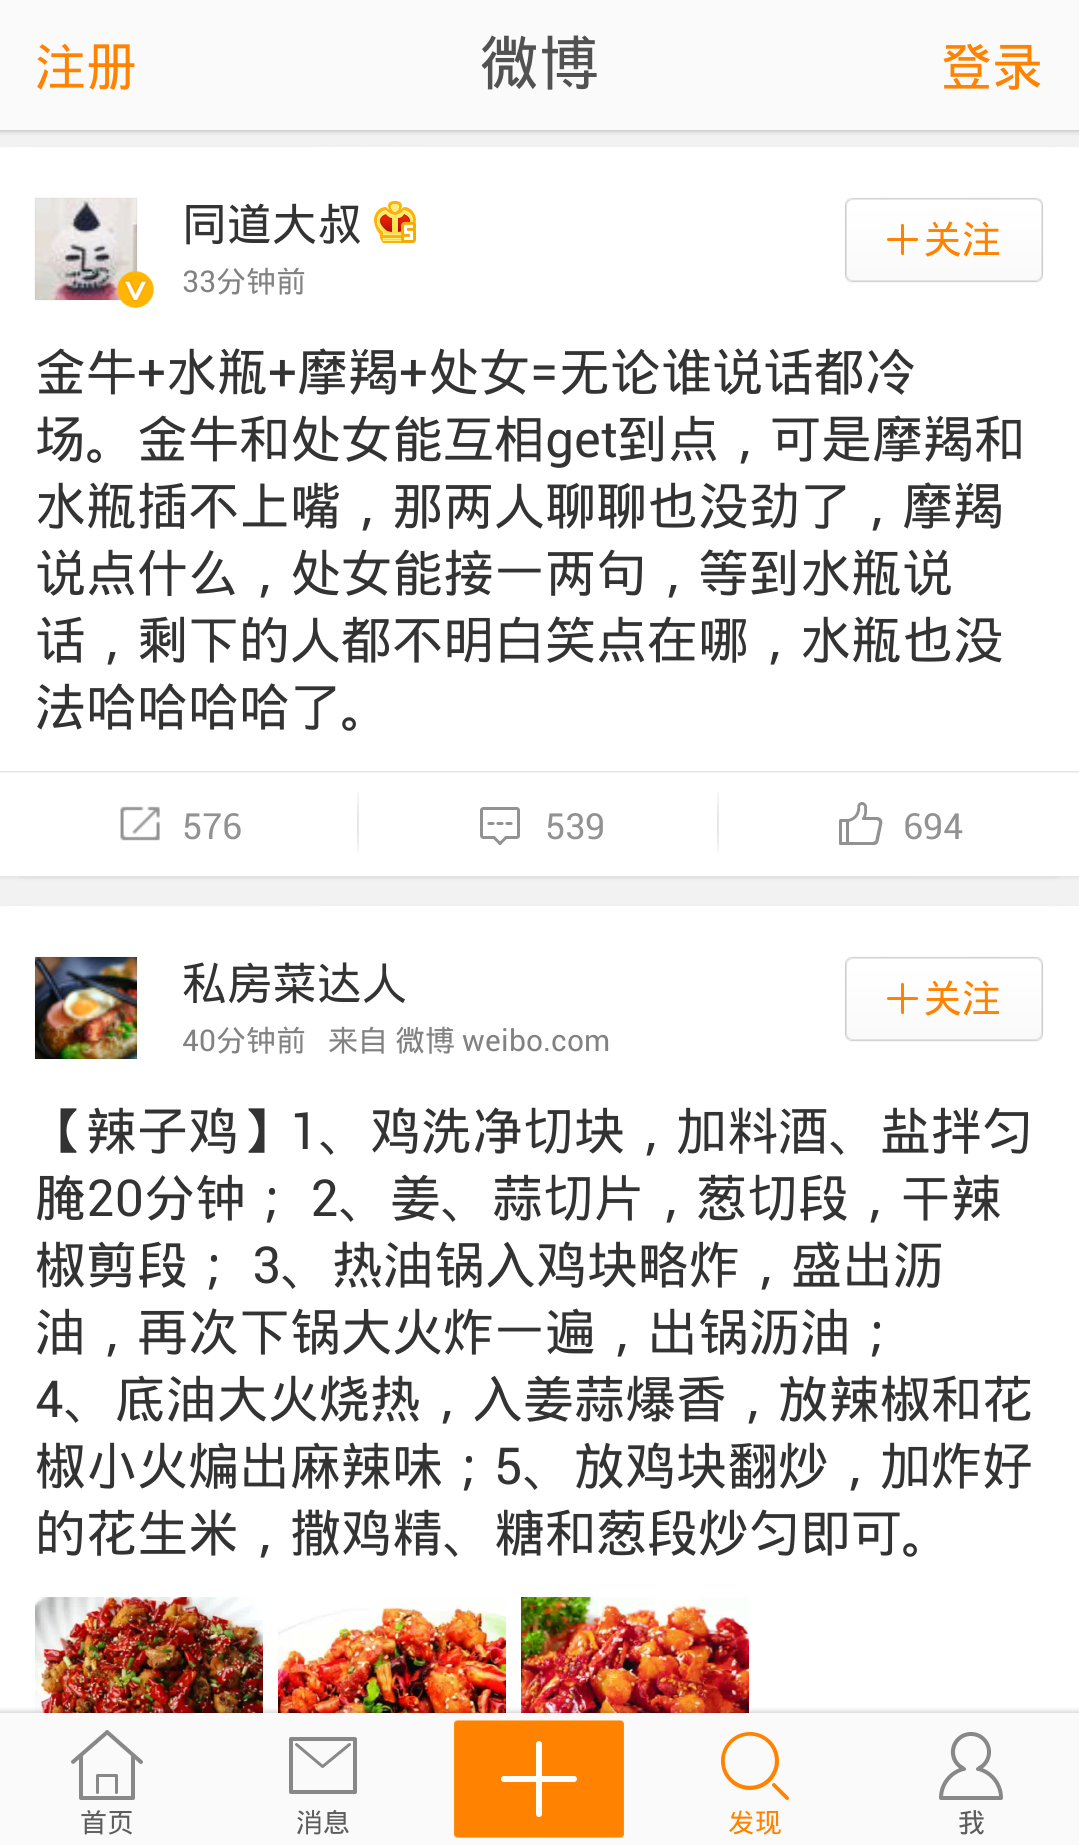 注册 微博 登录
同道大叔
33分钟前
+关注
金牛+水瓶+摩羯+处女=无论谁说话都冷
场。金牛和处女能互相get到点，可是摩羯和
水瓶插不上嘴，那两人聊聊也没劲了，摩羯
说点什么，处女能接一两句，等到水瓶说
话，剩下的人都不明白笑点在哪，水瓶也没
法哈哈哈哈了。
576 539 694
私房菜达人
40分钟前 来自 微博 weibo.com
+关注
【辣子鸡】1、鸡洗净切块，加料酒、盐拌匀
腌20分钟； 2、姜、蒜切片，葱切段，干辣
椒剪段； 3、热油锅入鸡块略炸，盛出沥
油，再次下锅大火炸一遍，出锅沥油；
4、底油大火烧热，入姜蒜爆香，放辣椒和花
椒小火煸出麻辣味；5、放鸡块翻炒，加炸好
的花生米，撒鸡精、糖和葱段炒匀即可。
首页 消息 发现 我